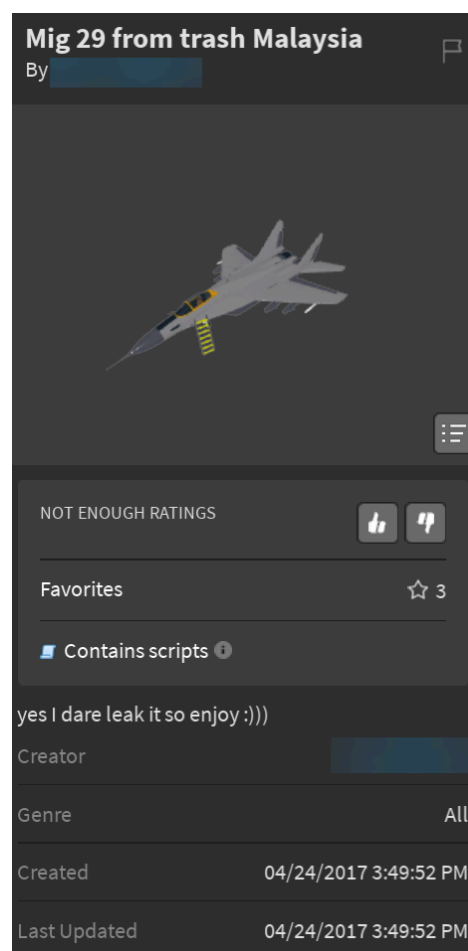 Mig 29 from trash Malaysia
By
NOT ENOUGH RATINGS
Favorites 3
Contains scripts
yes I dare leak it so enjoy :)))
Creator
Genre All
Created 04/24/2017 3:49:52 PM
Last Updated 04/24/2017 3:49:52 PM